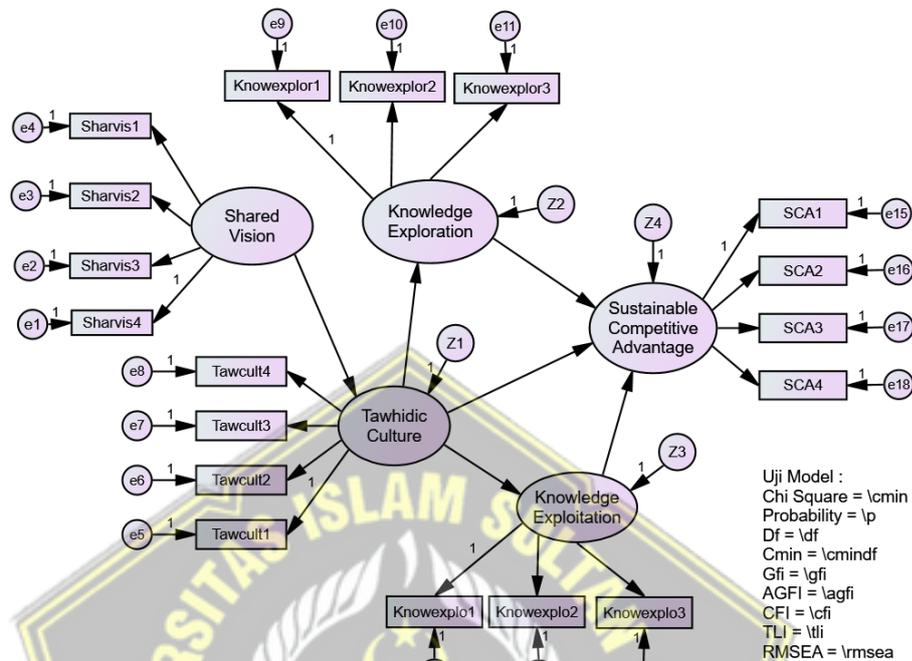 e9
e10
e11
1
1
1
Knowexplor1
Knowexplor2
Knowexplor3
e4
1
Sharvis1
1
e3
1
Sharvis2
Shared
Vision
Knowledge
Exploration
1
Z2
Z4
SCA1
1
e15
e2
1
Sharvis3
1
1
1
SCA2
1
e16
e1
1
Sharvis4
Sustainable
Competitive
Advantage
SCA3
1
e17
Z1
1
SCA4
1
e18
e8
1
Tawcult4
e7
1
Tawcult3
Tawhidic
Culture
e6
1
Tawcult2
1
Z3
1
e5
1
Tawcult1
Knowledge
Exploitation
1
Knowexplo1
Knowexplo2
Knowexplo3
1
1
1
Uji Model :
Chi Square = \cmin
Probability = \p
Df = \df
Cmin = \cmindf
Gfi = \gfi
AGFI = \agfi
CFI = \cfi
TLI = \tli
RMSEA = \rmsea
RSITAS ISLAM SULTAN